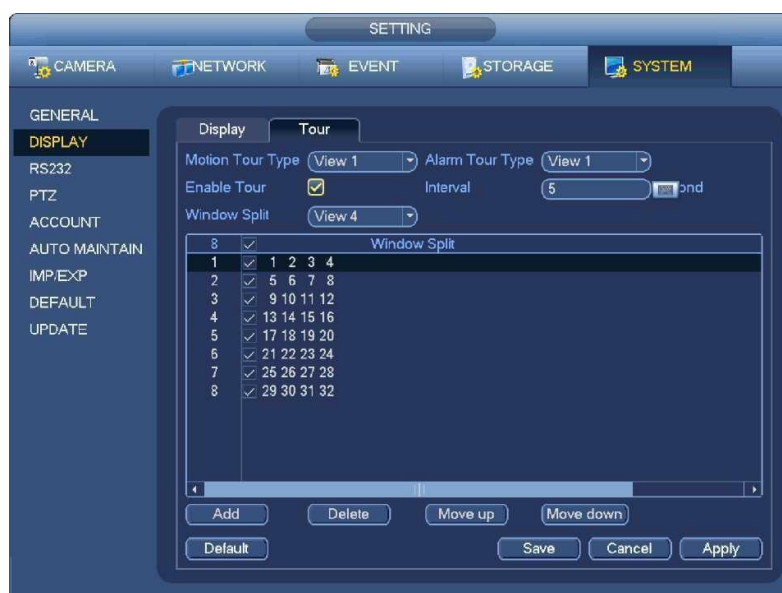 SETTING
CAMERA NETWORK EVENT STORAGE SYSTEM
GENERAL
DISPLAY
RS232
PTZ
ACCOUNT
AUTO MAINTAIN
IMP/EXP
DEFAULT
UPDATE
Display Tour
Motion Tour Type View 1 Alarm Tour Type View 1
Enable Tour Interval 5 ond
Window Split View 4
8 Window Split
1 1 2 3 4
2 5 6 7 8
3 9 10 11 12
4 13 14 15 16
5 17 18 19 20
6 21 22 23 24
7 25 26 27 28
8 29 30 31 32
Add Delete Move up Move down
Default Save Cancel Apply